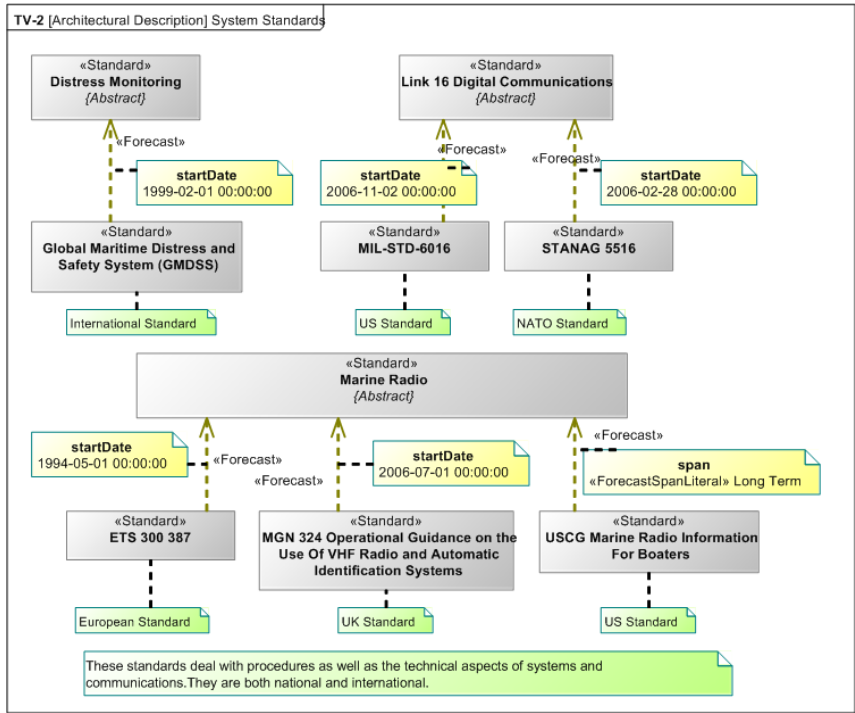 TV-2 [Architectural Description] System Standards
«Standard»
Distress Monitoring
{Abstract}
«Standard»
Link 16 Digital Communications
{Abstract}
«Forecast»
startDate
1999-02-01 00:00:00
«Forecast»
startDate
2006-11-02 00:00:00
«Forecast»
startDate
2006-02-28 00:00:00
«Standard»
Global Maritime Distress and
Safety System (GMDSS)
«Standard»
MIL-STD-6016
«Standard»
STANAG 5516
International Standard
US Standard
NATO Standard
«Standard»
Marine Radio
{Abstract}
startDate
1994-05-01 00:00:00
«Forecast»
«Forecast»
startDate
2006-07-01 00:00:00
«Forecast»
span
«ForecastSpanLiteral» Long Term
«Standard»
ETS 300 387
«Standard»
MGN 324 Operational Guidance on the
Use Of VHF Radio and Automatic
Identification Systems
«Standard»
USCG Marine Radio Information
For Boaters
European Standard
UK Standard
US Standard
These standards deal with procedures as well as the technical aspects of systems and
communications.They are both national and international.